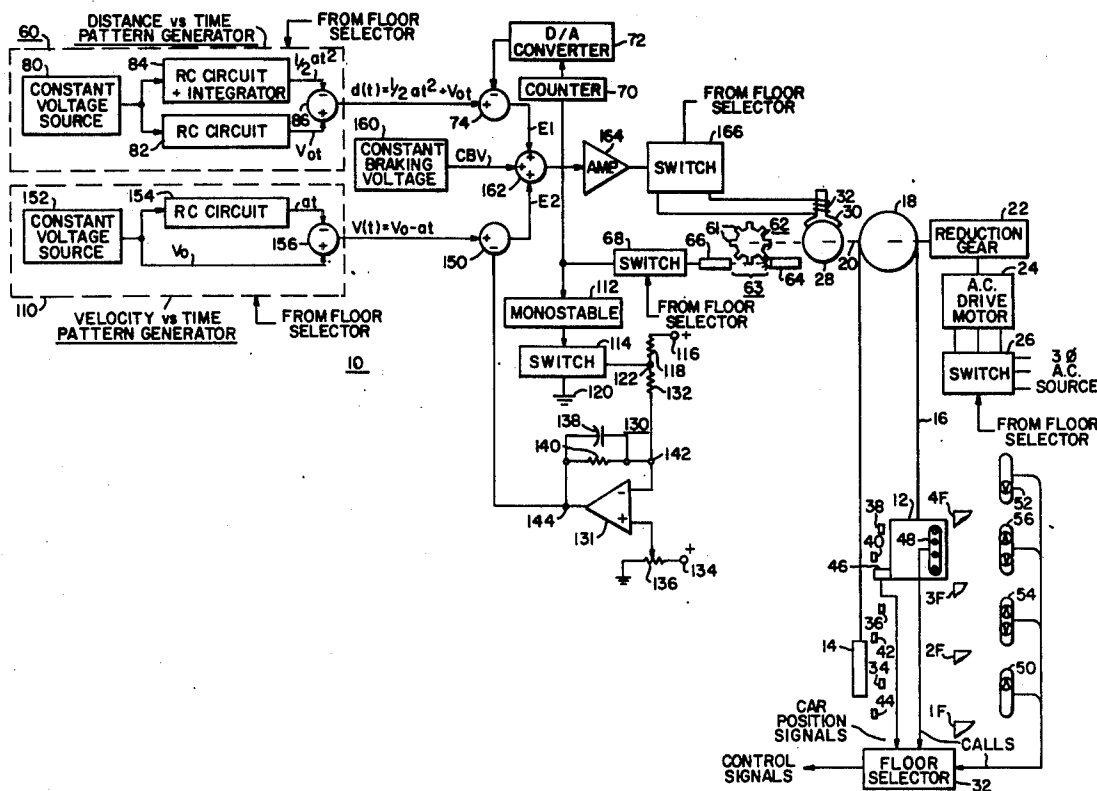 DISTANCE vs TIME
PATTERN GENERATOR
60
FROM FLOOR
SELECTOR
80
CONSTANT
VOLTAGE
SOURCE
84
RC CIRCUIT
+ INTEGRATOR
1/2 at2
86
RC CIRCUIT
82
Vot
d(t)=1/2 at2+Vot
D/A
CONVERTER
72
COUNTER
70
74
E1
160
CONSTANT
BRAKING
VOLTAGE
CBV
162
E2
164
AMP
FROM FLOOR
SELECTOR
166
SWITCH
152
CONSTANT
VOLTAGE
SOURCE
154
RC CIRCUIT
at
156
Vo
V(t)=Vo-at
150
110
VELOCITY vs TIME
PATTERN GENERATOR
FROM FLOOR
SELECTOR
10
68
SWITCH
FROM FLOOR
SELECTOR
66
61
62
63
64
32
30
28
20
18
22
REDUCTION
GEAR
24
A.C.
DRIVE
MOTOR
26
SWITCH
3Ø
A.C.
SOURCE
FROM FLOOR
SELECTOR
112
MONOSTABLE
114
SWITCH
120
116
118
122
132
138
130
140
142
144
131
134
136
16
12
38
40
46
48
36
42
34
44
14
4F
3F
2F
1F
52
56
54
50
CAR
POSITION
SIGNALS
CALLS
CONTROL
SIGNALS
FLOOR
SELECTOR
32